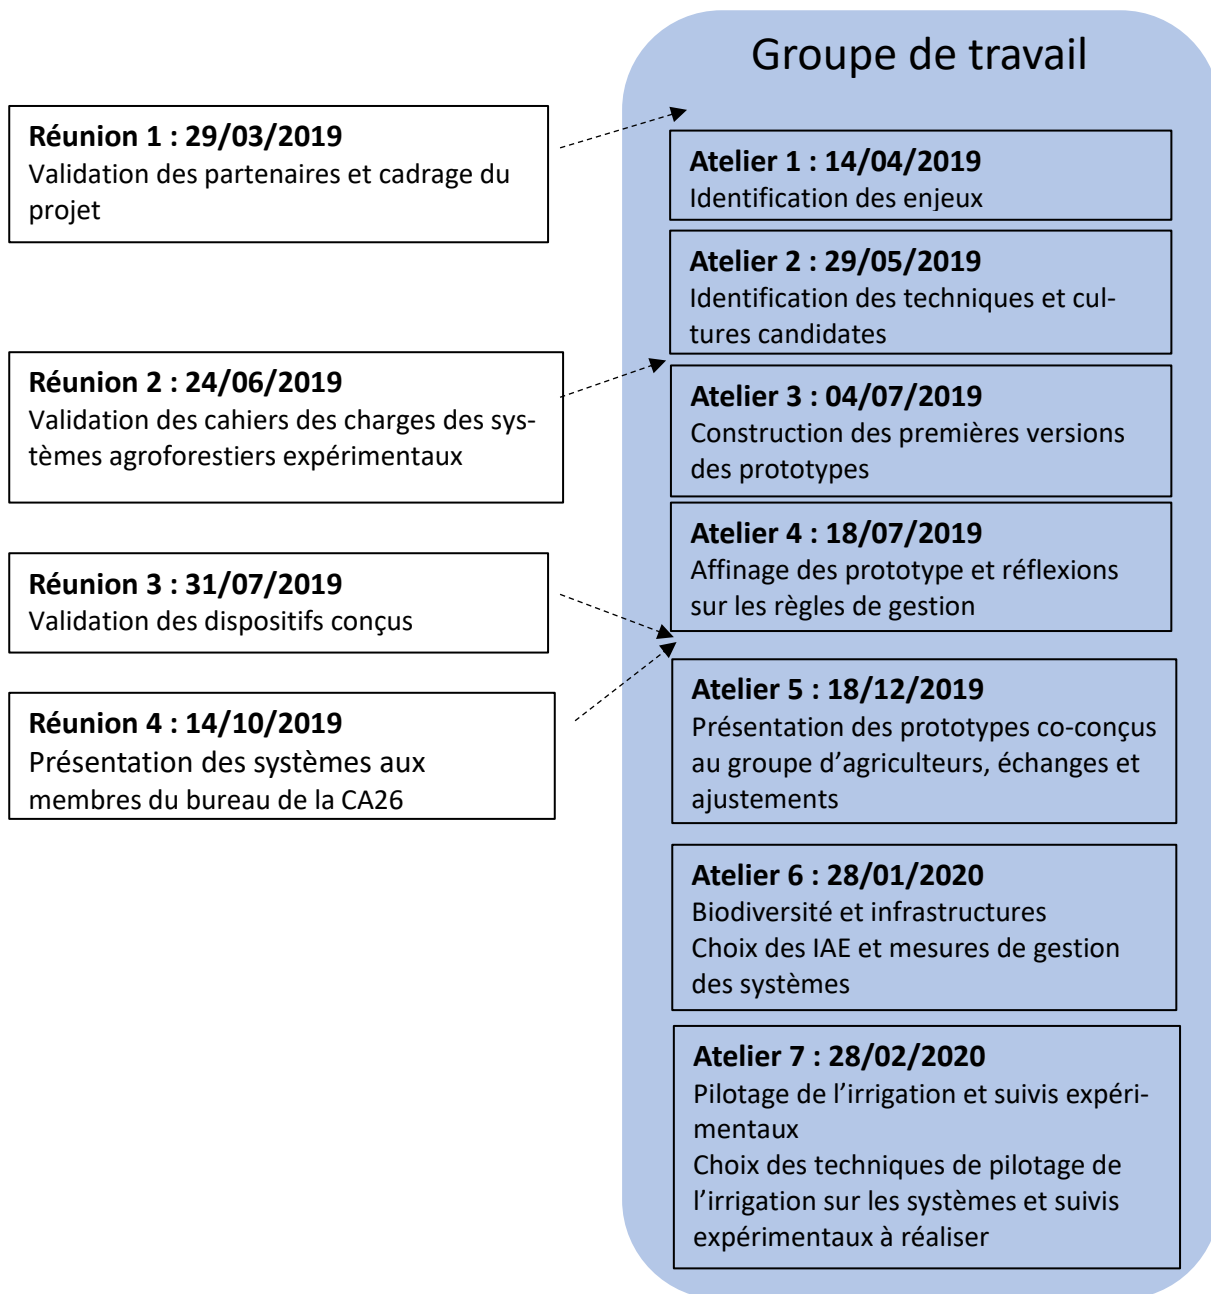 Groupe de travail
Réunion 1 : 29/03/2019
Validation des partenaires et cadrage du
projet
Atelier 1 : 14/04/2019
Identification des enjeux
Atelier 2 : 29/05/2019
Identification des techniques et cul-
tures candidates
Réunion 2 : 24/06/2019
Validation des cahiers des charges des sys-
tèmes agroforestiers expérimentaux
Atelier 3 : 04/07/2019
Construction des premières versions
des prototypes
Atelier 4 : 18/07/2019
Affinage des prototype et réflexions
sur les règles de gestion
Réunion 3 : 31/07/2019
Validation des dispositifs conçus
Réunion 4 : 14/10/2019
Présentation des systèmes aux
membres du bureau de la CA26
Atelier 5 : 18/12/2019
Présentation des prototypes co-conçus
au groupe d’agriculteurs, échanges et
ajustements
Atelier 6 : 28/01/2020
Biodiversité et infrastructures
Choix des IAE et mesures de gestion
des systèmes
Atelier 7 : 28/02/2020
Pilotage de l’irrigation et suivis expéri-
mentaux
Choix des techniques de pilotage de
l’irrigation sur les systèmes et suivis
expérimentaux à réaliser